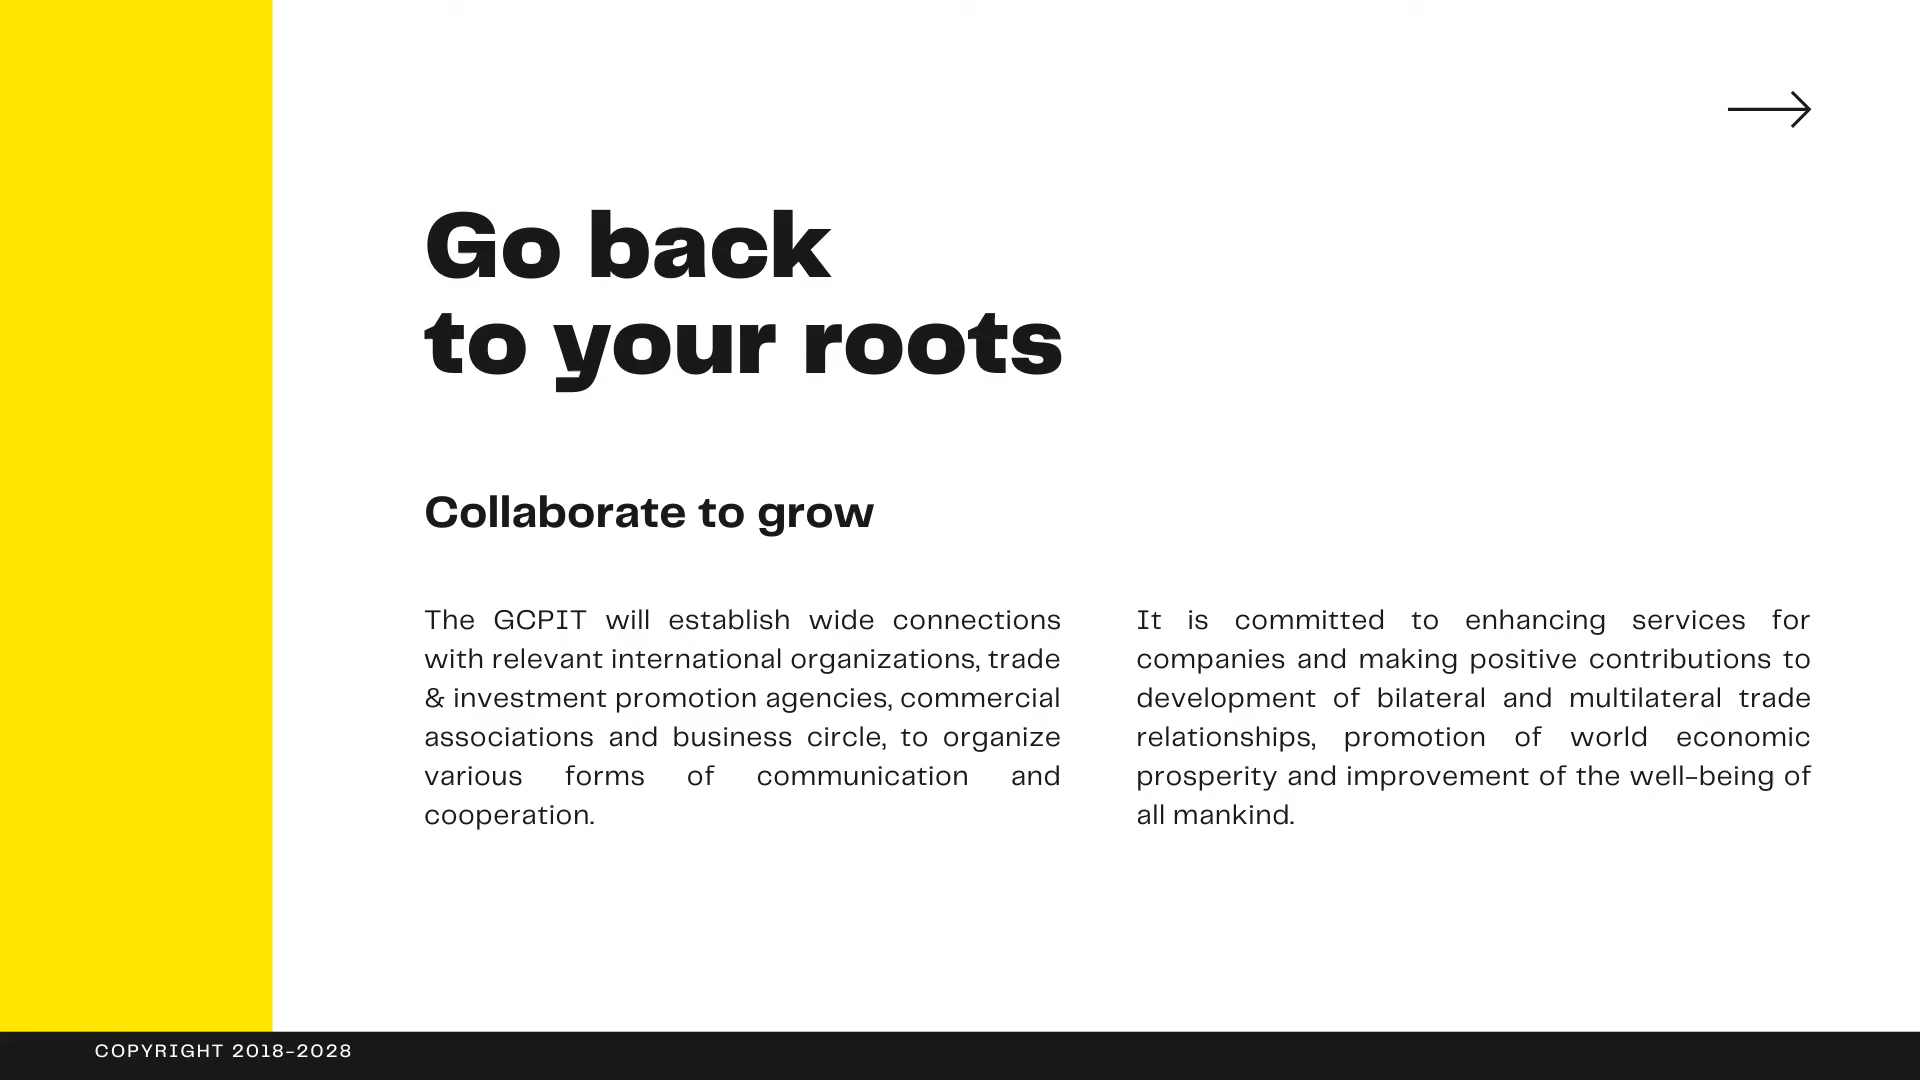 Go back
to your roots
Collaborate to grow
The GCPIT will establish wide connections
with relevant international organizations, trade
& investment promotion agencies, commercial
associations and business circle, to organize
various forms of communication and
cooperation.
It is committed to enhancing services for
companies and making positive contributions to
development of bilateral and multilateral trade
relationships, promotion of world economic
prosperity and improvement of the well-being of
all mankind.
COPYRIGHT 2018-2028